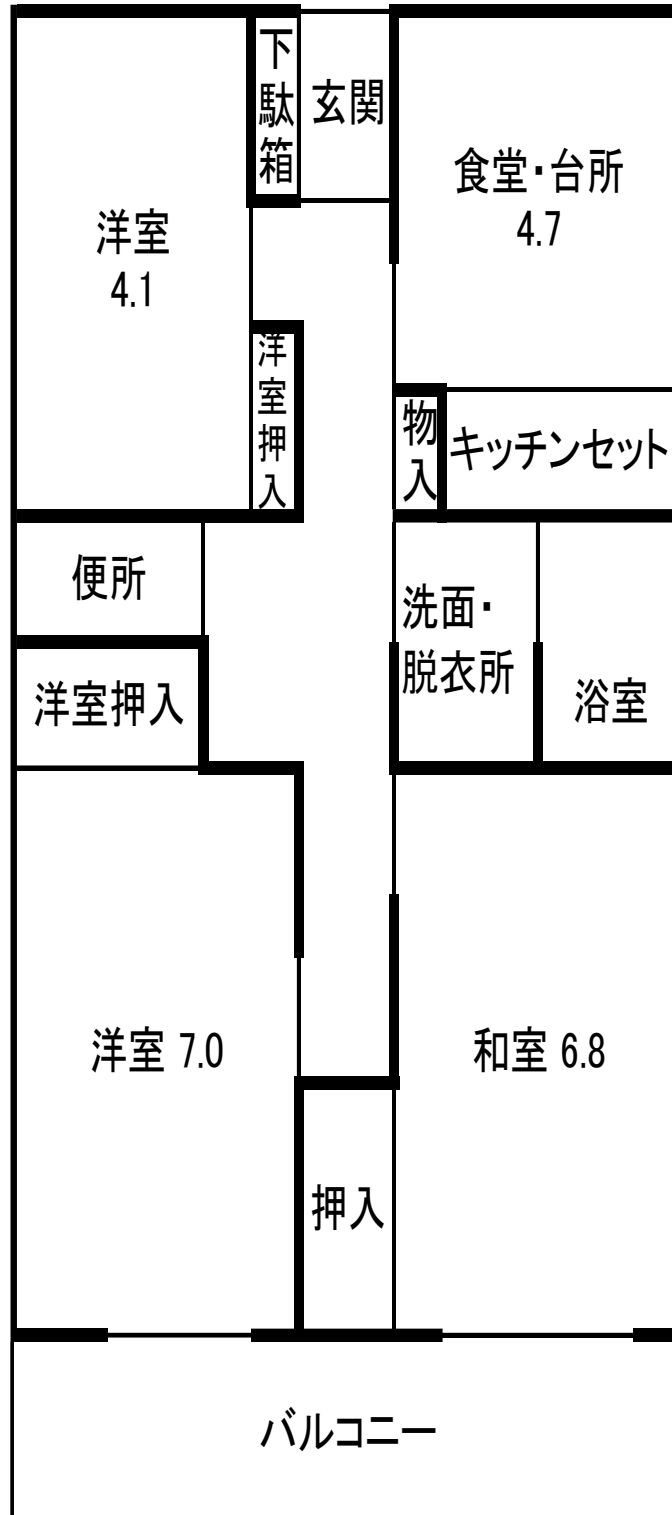 下駄箱
玄関
食堂・台所
4.7
洋室
4.1
洋室押入
物入
キッチンセット
便所
洗面・
脱衣所
洋室押入
浴室
洋室 7.0
和室 6.8
押入
バルコニー